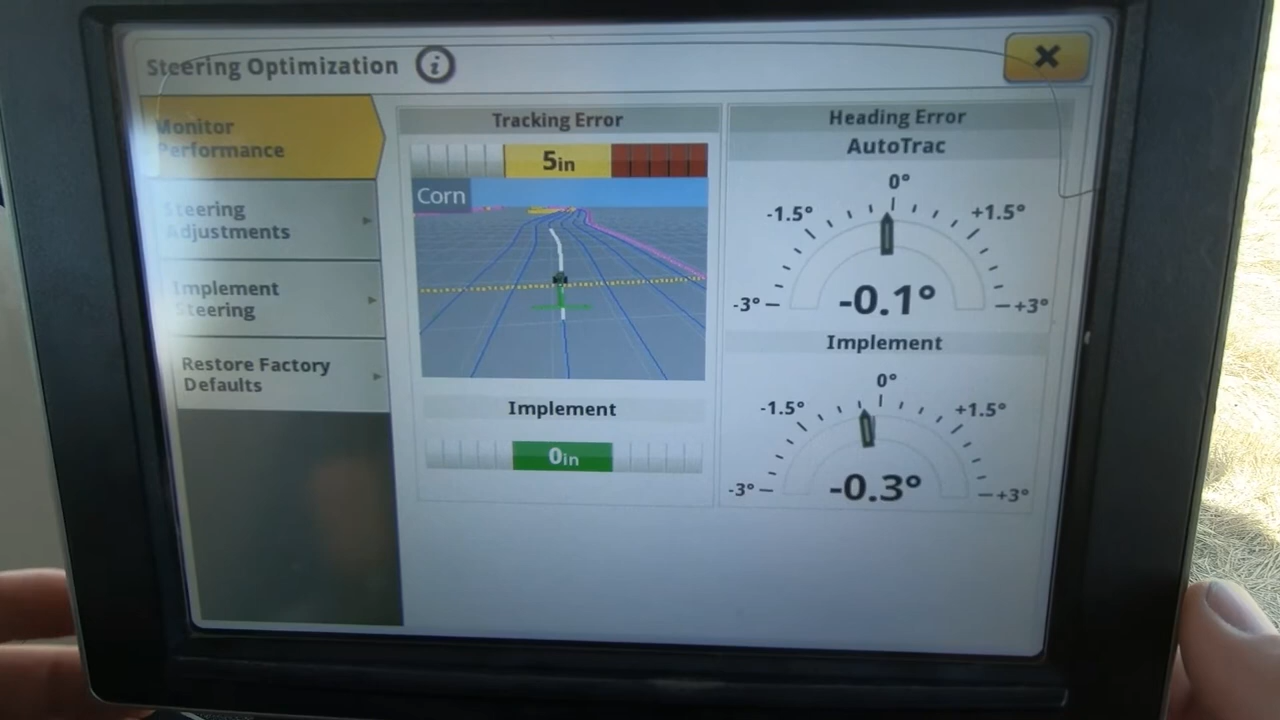 Steering Optimization i
Monitor
Performance
Steering
Adjustments
Implement
Steering
Restore Factory
Defaults
Tracking Error
5in
Corn
Implement
0in
Heading Error
AutoTrac
0°
-1.5° +1.5°
-3° +3°
-0.1°
Implement
0°
-1.5° +1.5°
-3° +3°
-0.3°